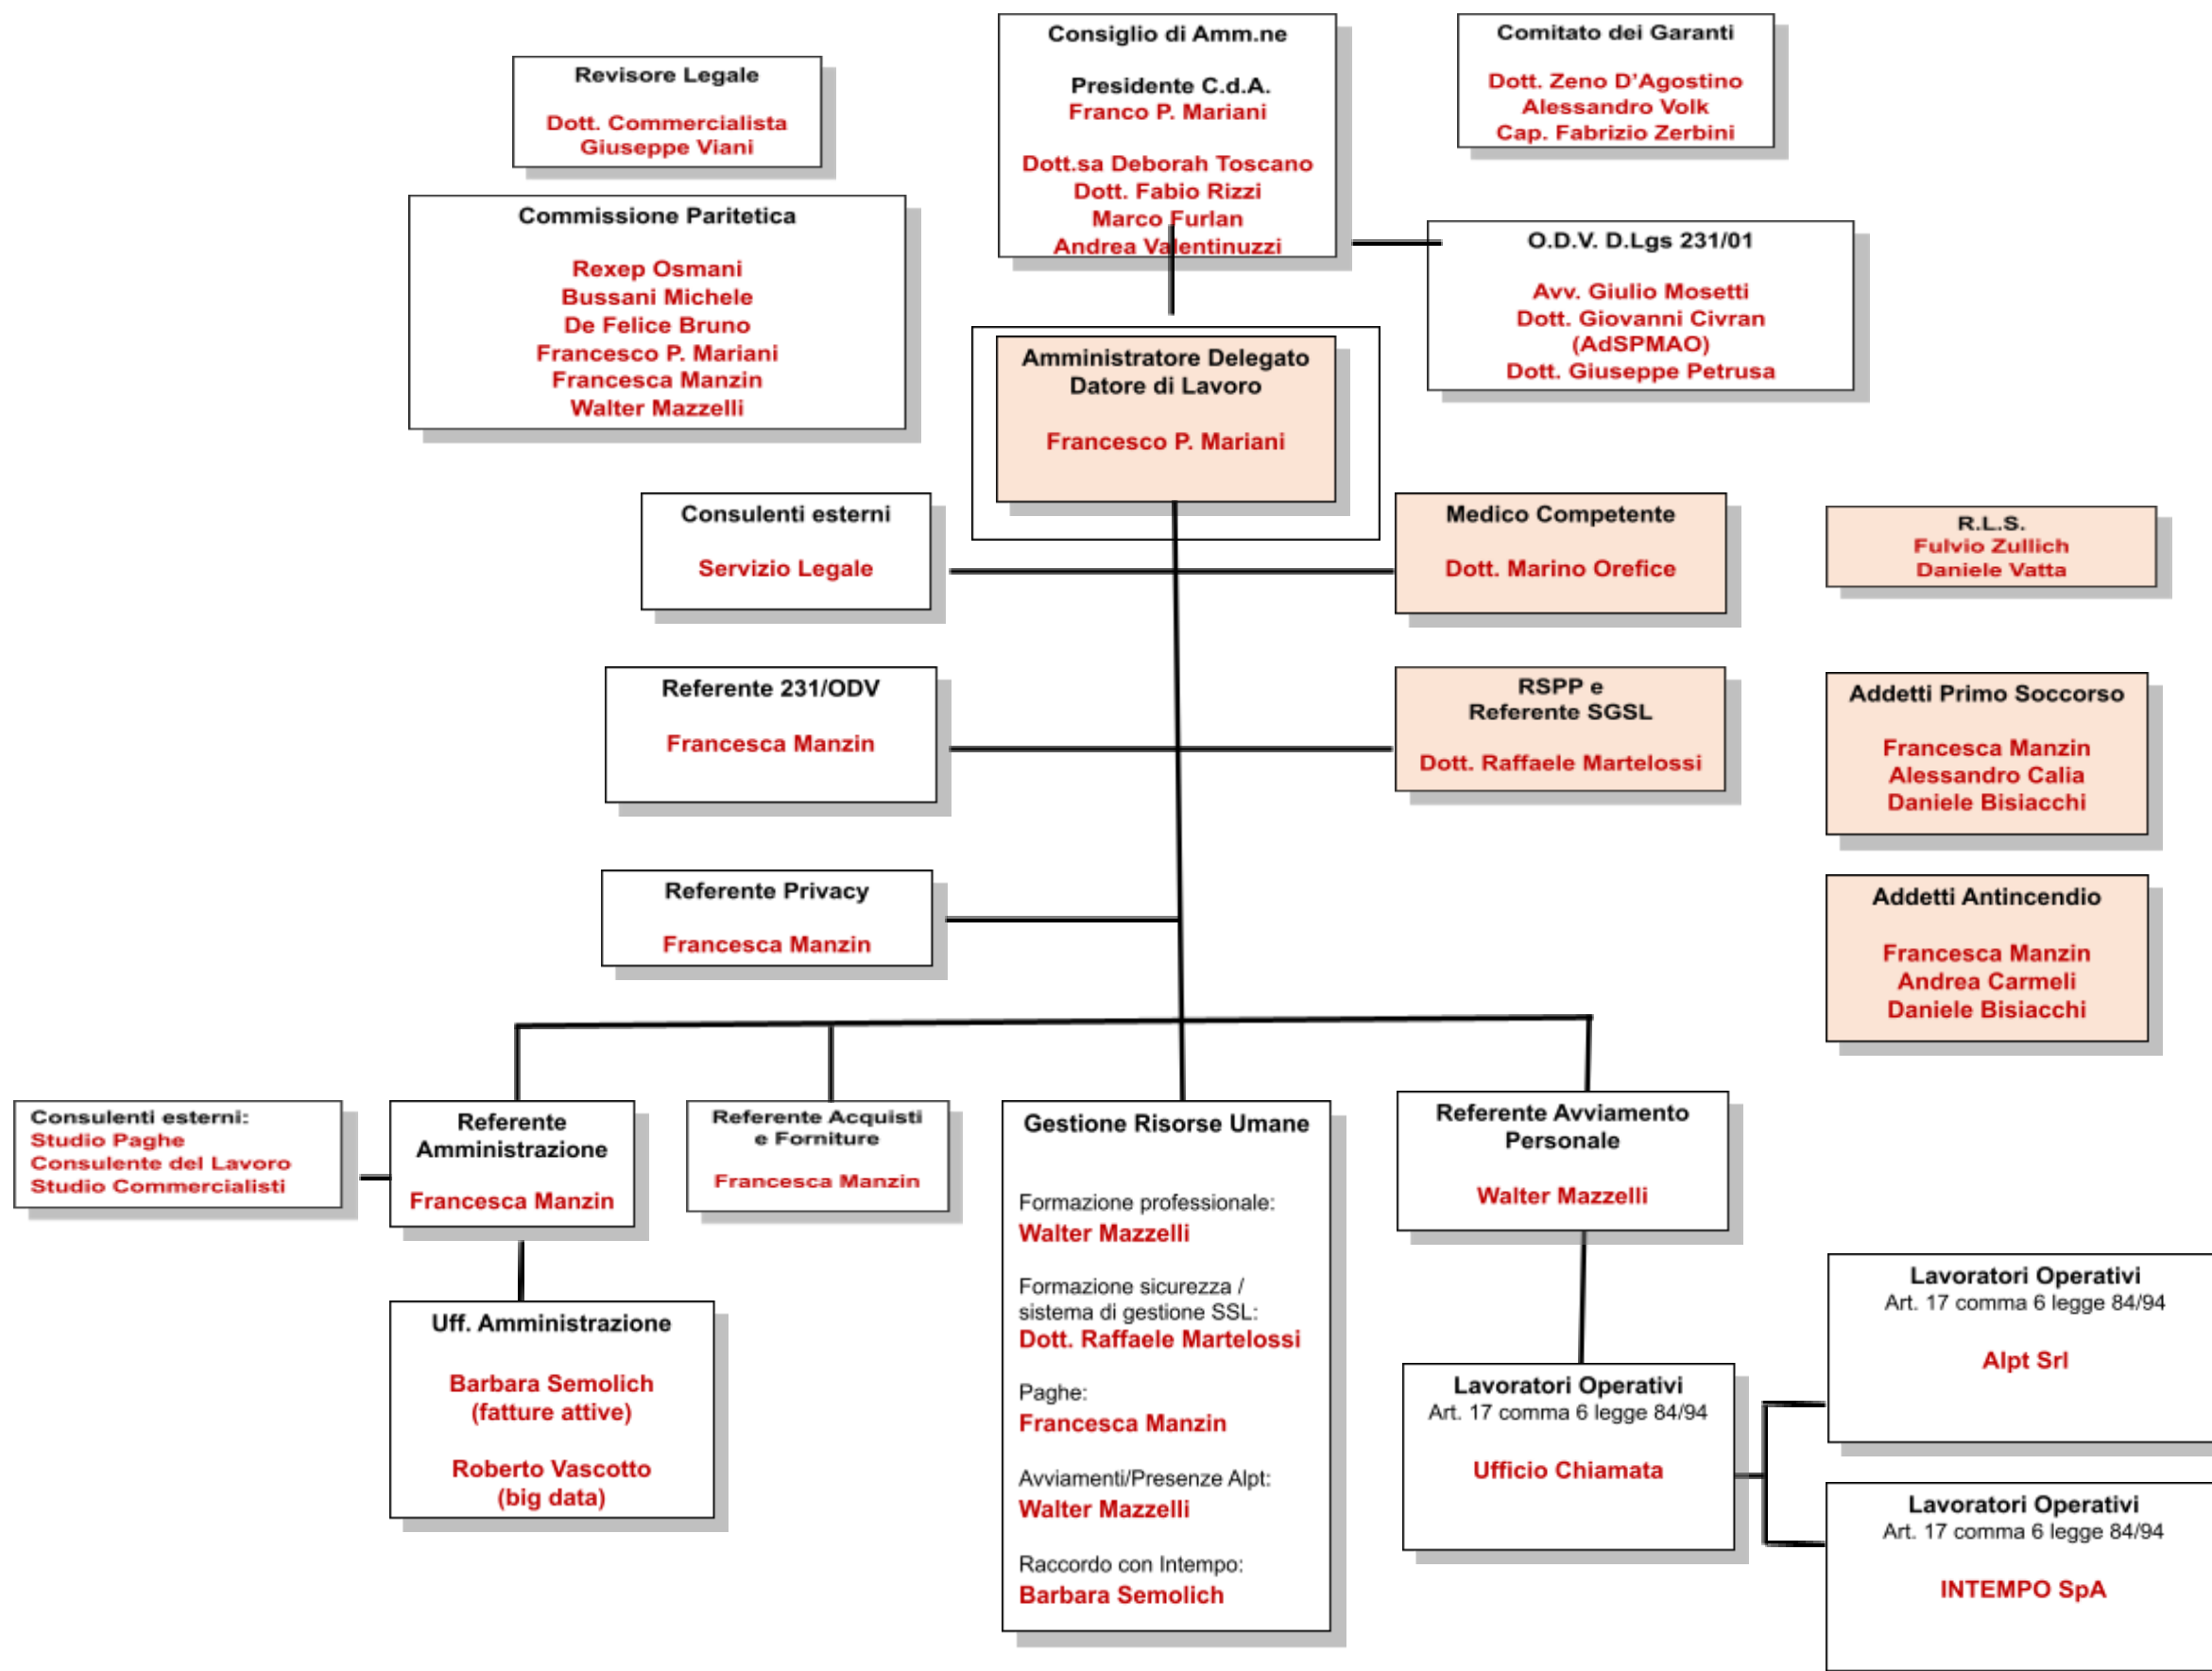 Revisore Legale
Dott. Commercialista
Giuseppe Viani
Consiglio di Amm.ne
Presidente C.d.A.
Franco P. Mariani
Dott.sa Deborah Toscano
Dott. Fabio Rizzi
Marco Furlan
Andrea Valentinuzzi
Comitato dei Garanti
Dott. Zeno D'Agostino
Alessandro Volk
Cap. Fabrizio Zerbini
Commissione Paritetica
Rexep Osmani
Bussani Michele
De Felice Bruno
Francesco P. Mariani
Francesca Manzin
Walter Mazzelli
O.D.V. D.Lgs 231/01
Avv. Giulio Mosetti
Dott. Giovanni Civran
(AdSPMAO)
Dott. Giuseppe Petrusa
Amministratore Delegato
Datore di Lavoro
Francesco P. Mariani
Consulenti esterni
Servizio Legale
Medico Competente
Dott. Marino Orefice
R.L.S.
Fulvio Zullich
Daniele Vatta
Referente 231/ODV
Francesca Manzin
RSPP e
Referente SGSL
Dott. Raffaele Martelossi
Addetti Primo Soccorso
Francesca Manzin
Alessandro Calia
Daniele Bisiacchi
Referente Privacy
Francesca Manzin
Addetti Antincendio
Francesca Manzin
Andrea Carmeli
Daniele Bisiacchi
Consulenti esterni:
Studio Paghe
Consulente del Lavoro
Studio Commercialisti
Referente
Amministrazione
Francesca Manzin
Referente Acquisti
e Forniture
Francesca Manzin
Gestione Risorse Umane
Formazione professionale:
Walter Mazzelli
Formazione sicurezza /
sistema di gestione SSL:
Dott. Raffaele Martelossi
Paghe:
Francesca Manzin
Avviamenti/Presenze Alpt:
Walter Mazzelli
Raccordo con Intempo:
Barbara Semolich
Referente Avviamento
Personale
Walter Mazzelli
Uff. Amministrazione
Barbara Semolich
(fatture attive)
Roberto Vascotto
(big data)
Lavoratori Operativi
Art. 17 comma 6 legge 84/94
Ufficio Chiamata
Lavoratori Operativi
Art. 17 comma 6 legge 84/94
Alpt Srl
Lavoratori Operativi
Art. 17 comma 6 legge 84/94
INTEMPO SpA